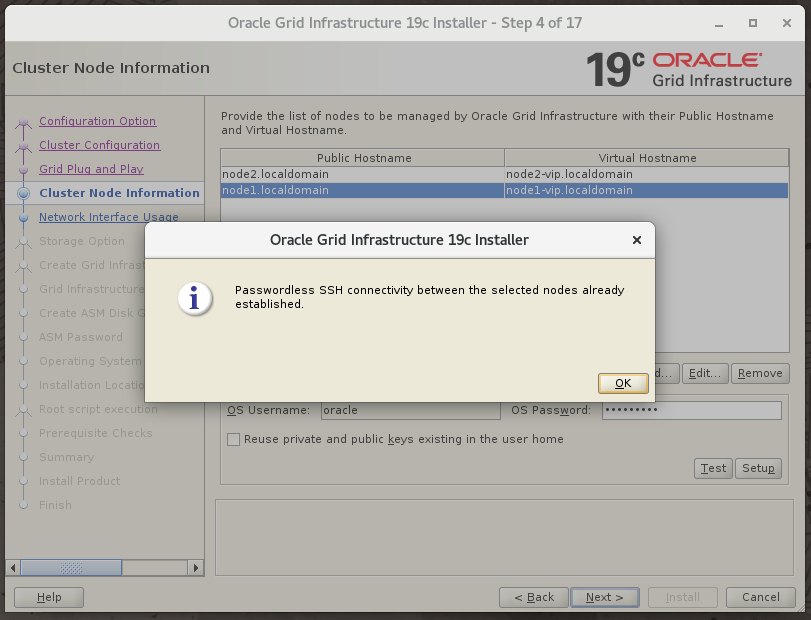 Oracle Grid Infrastructure 19c Installer - Step 4 of 17
Cluster Node Information
19c ORACLE
Grid Infrastructure
Configuration Option
Cluster Configuration
Grid Plug and Play
Cluster Node Information
Network Interface Usage
Storage Option
Create Grid Infrast
Grid Infrastructure
Create ASM Disk G
ASM Password
Operating System
Installation Locatio
Root script execution
Prerequisite Checks
Summary
Install Product
Finish
Provide the list of nodes to be managed by Oracle Grid Infrastructure with their Public Hostname
and Virtual Hostname.
Public Hostname Virtual Hostname
node2.localdomain node2-vip.localdomain
node1.localdomain node1-vip.localdomain
Oracle Grid Infrastructure 19c Installer
Passwordless SSH connectivity between the selected nodes already
established.
OK
d... Edit... Remove
OS Username: oracle OS Password: •••••••••
Reuse private and public keys existing in the user home
Test Setup
Help < Back Next > Install Cancel